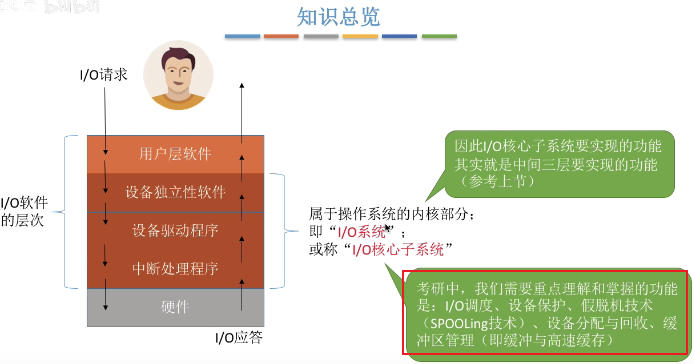 知识总览
I/O请求
用户层软件
设备独立性软件
设备驱动程序
中断处理程序
硬件
I/O应答
I/O软件
的层次
属于操作系统的内核部分；
即“I/O系统”；
或称“I/O核心子系统”
因此I/O核心子系统要实现的功能
其实就是中间三层要实现的功能
（参考上节）
考研中，我们需要重点理解和掌握的功能
是：I/O调度、设备保护、假脱机技术
（SPOOLing技术）、设备分配与回收、缓
冲区管理（即缓冲与高速缓存）